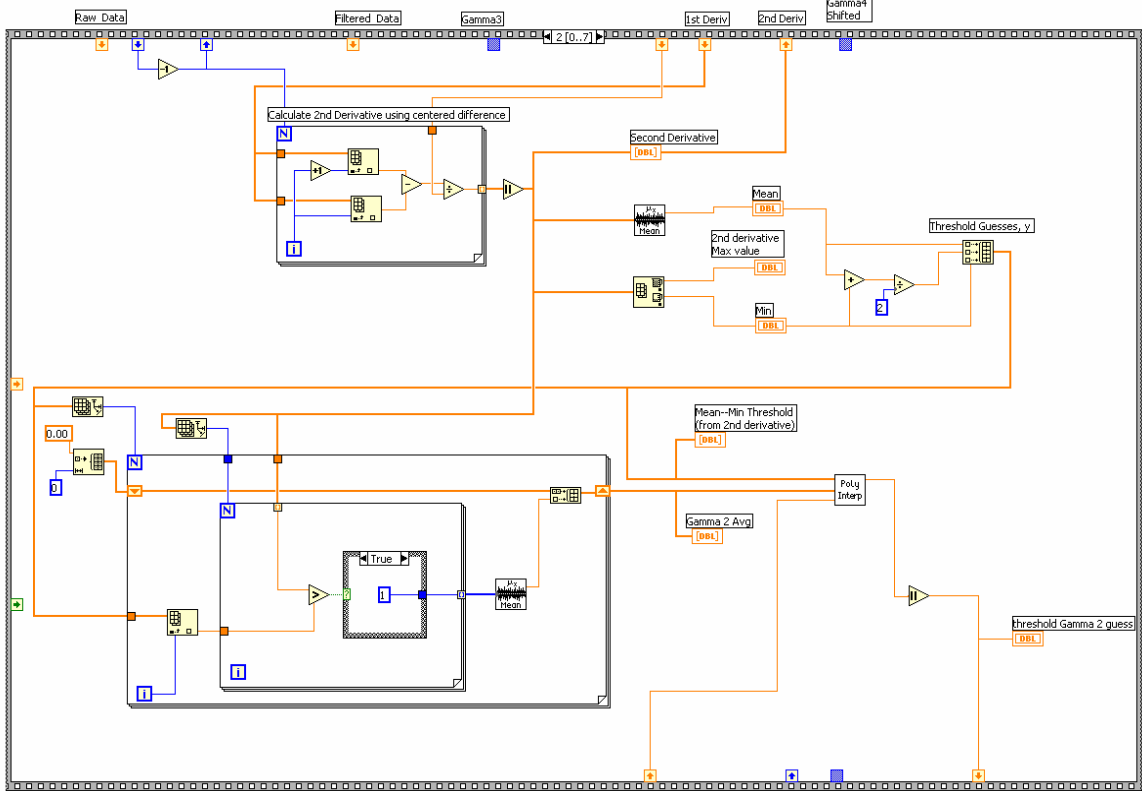 Raw Data
Filtered Data
Gamma3
1st Deriv
2nd Deriv
Gamma4
Shifted
2 [0..7]
-1
Calculate 2nd Derivative using centered difference
N
+1
i
Second Derivative
[DBL]
Mean
Mean
DBL
2nd derivative
Max value
DBL
Min
DBL
2
Threshold Guesses, y
0.00
0
N
N
True
1
i
i
Mean
Mean--Min Threshold
(from 2nd derivative)
[DBL]
Gamma 2 Avg
[DBL]
Poly
Interp
threshold Gamma 2 guess
DBL